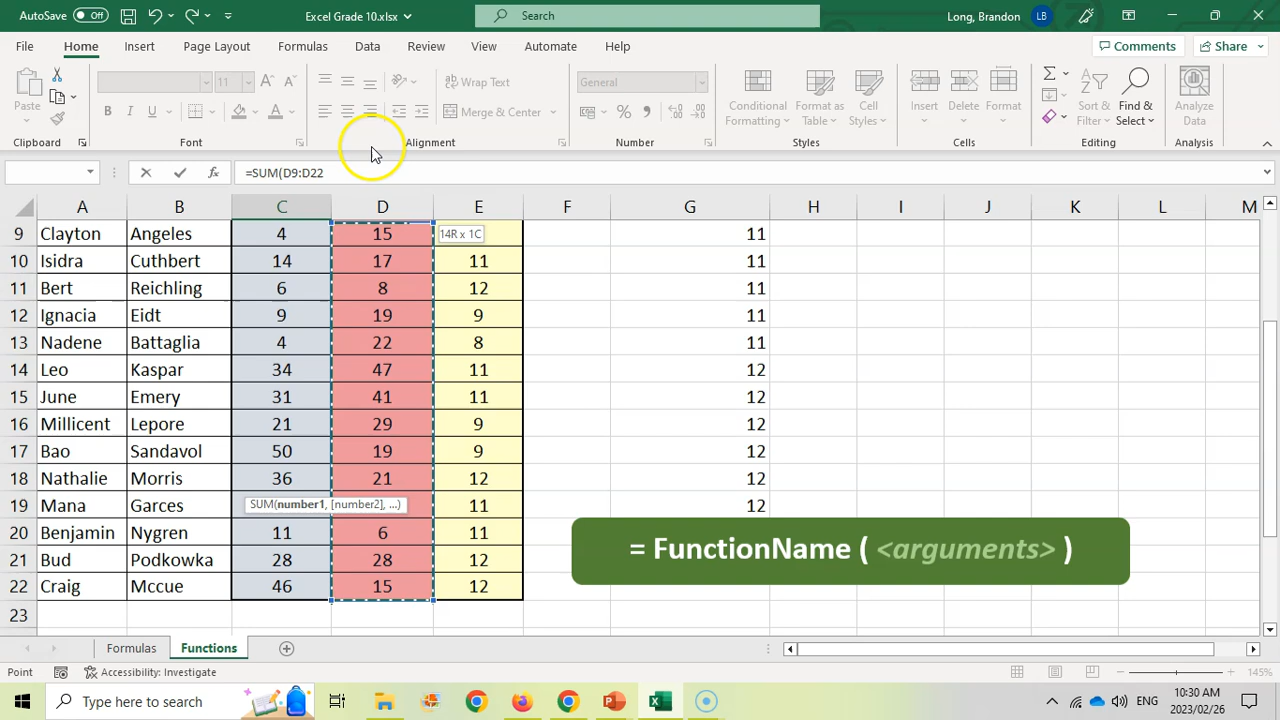 AutoSave Off Excel Grade 10.xlsx Search Long, Brandon LB
File Home Insert Page Layout Formulas Data Review View Automate Help Comments Share
Paste 11 A A Wrap Text General Conditional Formatting Format as Table Cell Styles Insert Delete Format Sort & Filter Find & Select Analyze Data
B I U A Merge & Center %
Clipboard Font Alignment Number Styles Cells Editing Analysis
fx =SUM(D9:D22
A B C D E F G H I J K L M
9 Clayton Angeles 4 15 14R x 1C 11
10 Isidra Cuthbert 14 17 11 11
11 Bert Reichling 6 8 12 11
12 Ignacia Eidt 9 19 9 11
13 Nadene Battaglia 4 22 8 11
14 Leo Kaspar 34 47 11 12
15 June Emery 31 41 11 12
16 Millicent Lepore 21 29 9 12
17 Bao Sandavol 50 19 9 12
18 Nathalie Morris 36 21 12 12
19 Mana Garces SUM(number1, [number2], ...) 11 12
20 Benjamin Nygren 11 6 11
21 Bud Podkowka 28 28 12
22 Craig Mccue 46 15 12
23
= FunctionName ( <arguments> )
Formulas Functions
Point Accessibility: Investigate 145%
Type here to search ENG 10:30 AM
2023/02/26